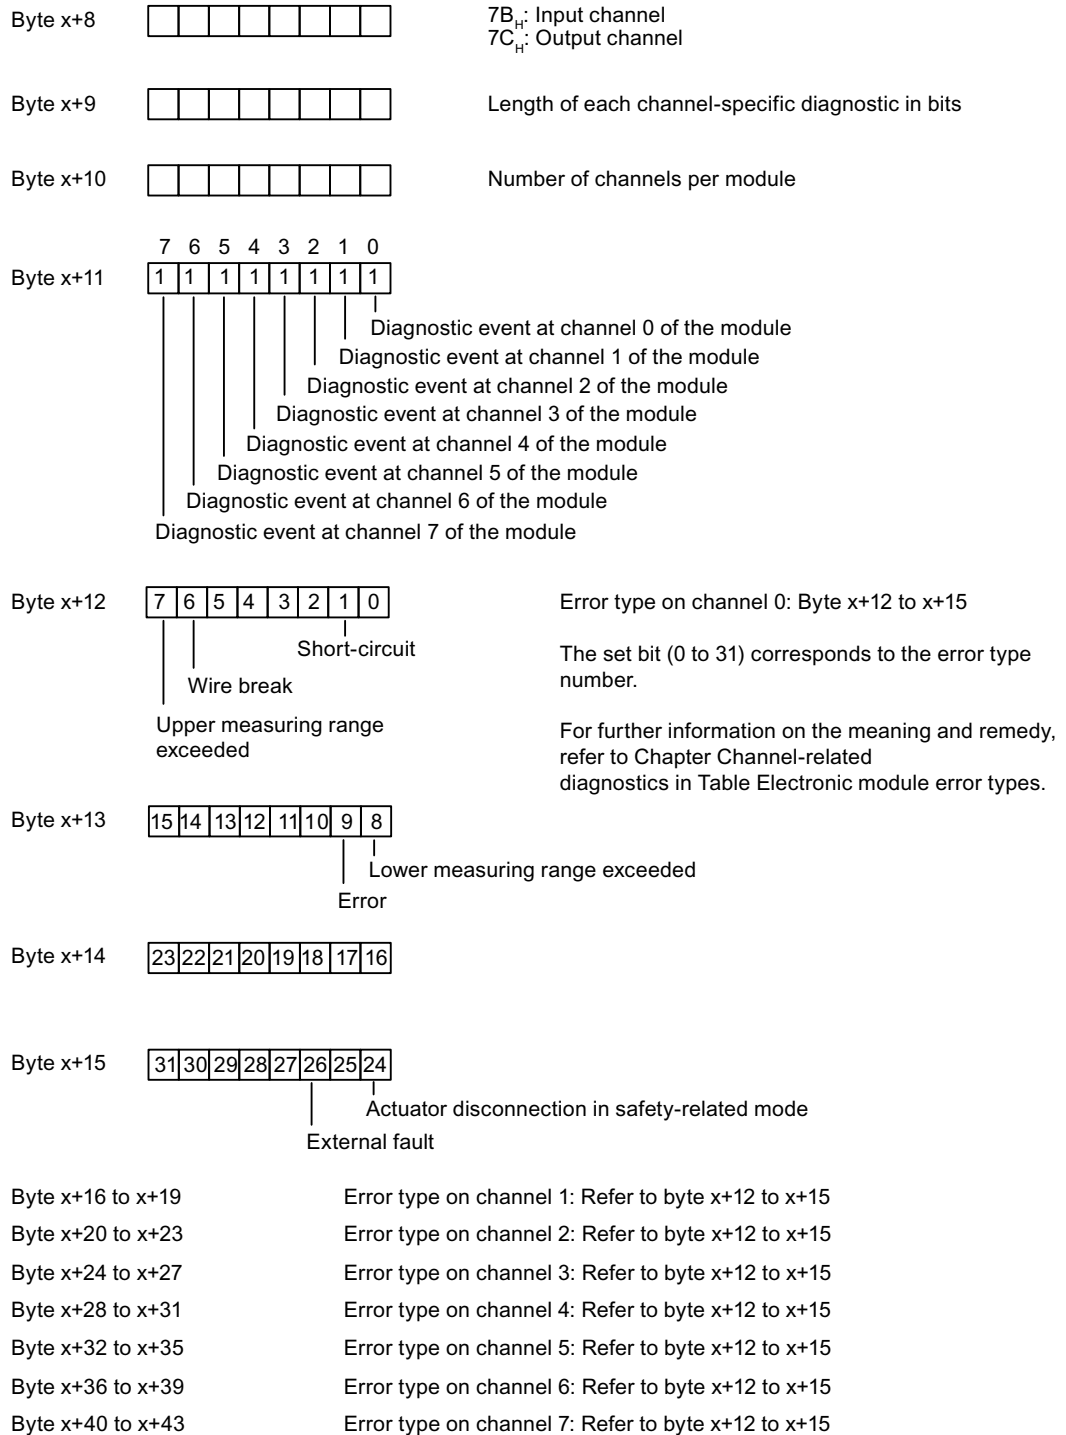 Byte x+8
7BH: Input channel
7CH: Output channel
Byte x+9
Length of each channel-specific diagnostic in bits
Byte x+10
Number of channels per module
7 6 5 4 3 2 1 0
Byte x+11
1 1 1 1 1 1 1 1
Diagnostic event at channel 0 of the module
Diagnostic event at channel 1 of the module
Diagnostic event at channel 2 of the module
Diagnostic event at channel 3 of the module
Diagnostic event at channel 4 of the module
Diagnostic event at channel 5 of the module
Diagnostic event at channel 6 of the module
Diagnostic event at channel 7 of the module
Byte x+12
7 6 5 4 3 2 1 0
Short-circuit
Wire break
Upper measuring range
exceeded
Error type on channel 0: Byte x+12 to x+15
The set bit (0 to 31) corresponds to the error type
number.
For further information on the meaning and remedy,
refer to Chapter Channel-related
diagnostics in Table Electronic module error types.
Byte x+13
15 14 13 12 11 10 9 8
Lower measuring range exceeded
Error
Byte x+14
23 22 21 20 19 18 17 16
Byte x+15
31 30 29 28 27 26 25 24
Actuator disconnection in safety-related mode
External fault
Byte x+16 to x+19 Error type on channel 1: Refer to byte x+12 to x+15
Byte x+20 to x+23 Error type on channel 2: Refer to byte x+12 to x+15
Byte x+24 to x+27 Error type on channel 3: Refer to byte x+12 to x+15
Byte x+28 to x+31 Error type on channel 4: Refer to byte x+12 to x+15
Byte x+32 to x+35 Error type on channel 5: Refer to byte x+12 to x+15
Byte x+36 to x+39 Error type on channel 6: Refer to byte x+12 to x+15
Byte x+40 to x+43 Error type on channel 7: Refer to byte x+12 to x+15